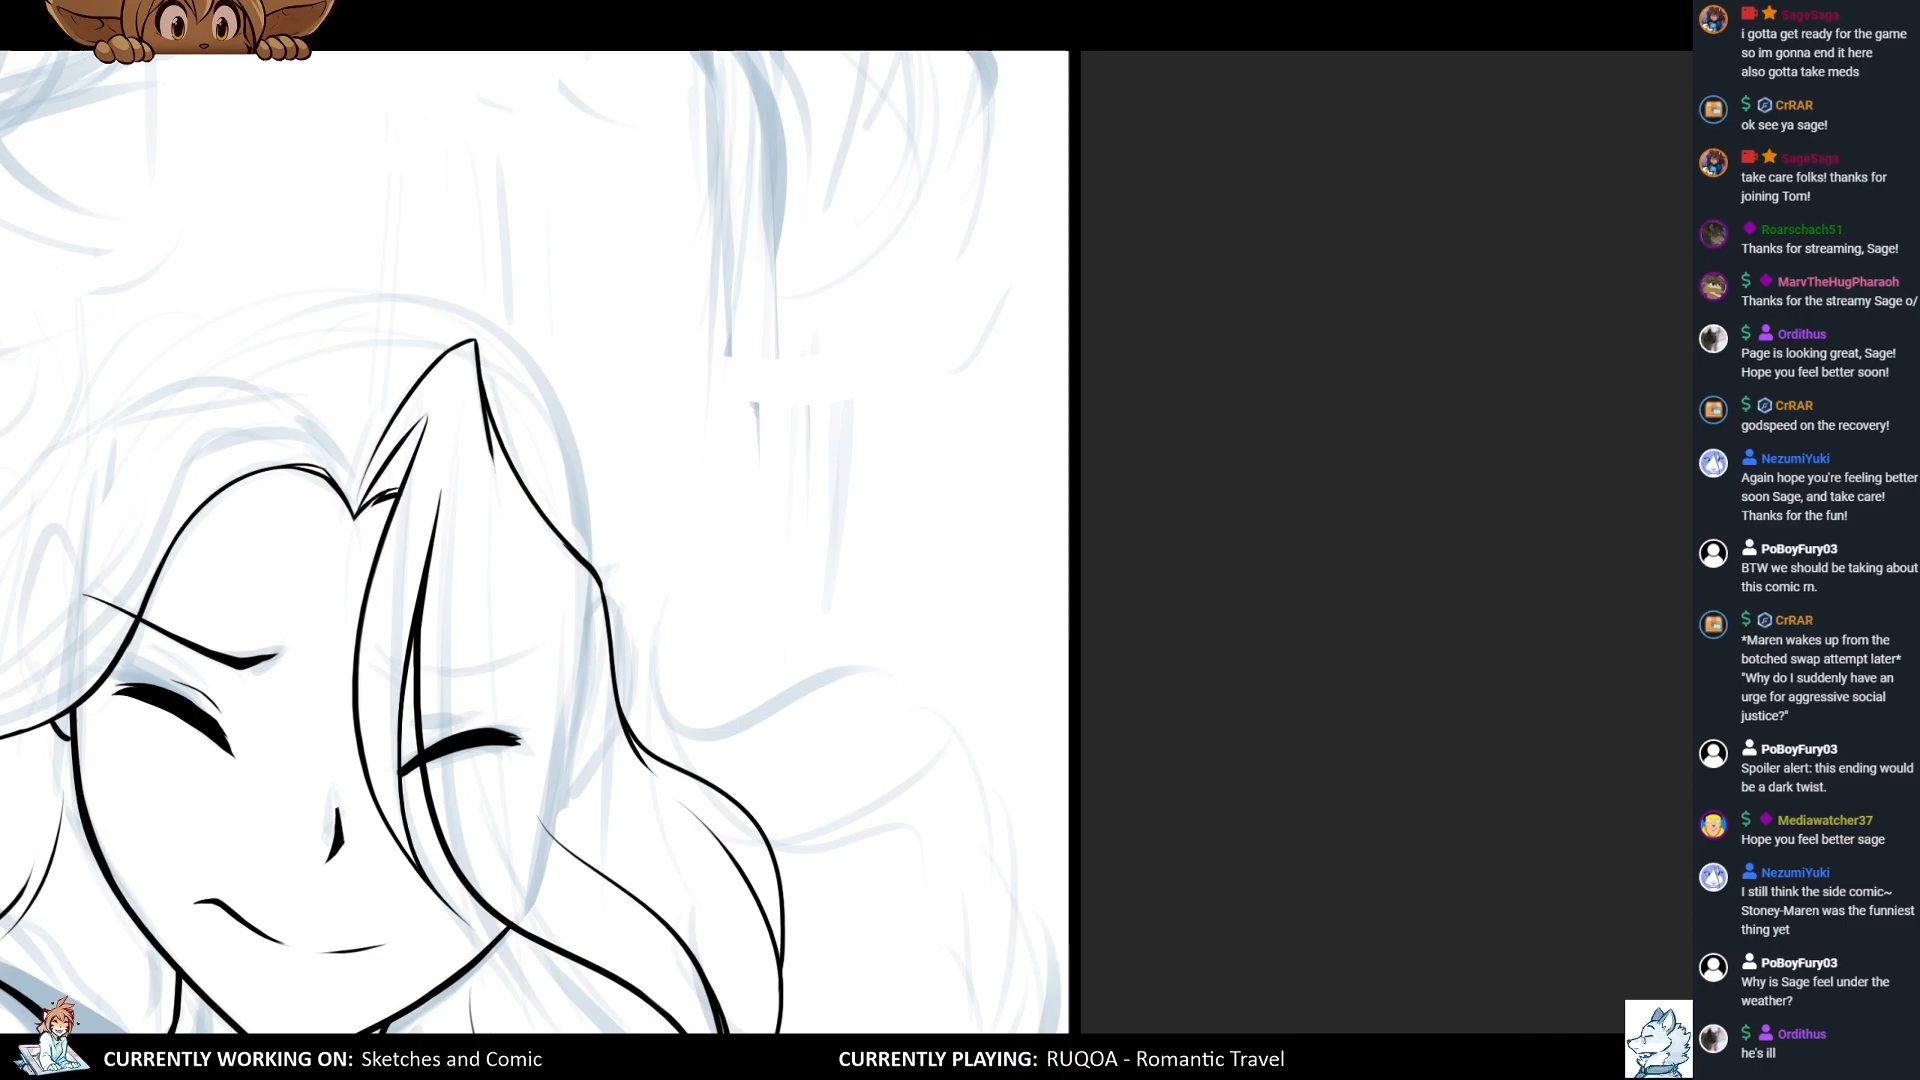 SageSaga
i gotta get ready for the game
so im gonna end it here
also gotta take meds
CrRAR
ok see ya sage!
SageSaga
take care folks! thanks for
joining Tom!
Roarschach51
Thanks for streaming, Sage!
MarvTheHugPharaoh
Thanks for the streamy Sage o/
Ordithus
Page is looking great, Sage!
Hope you feel better soon!
CrRAR
godspeed on the recovery!
NezumiYuki
Again hope you're feeling better
soon Sage, and take care!
Thanks for the fun!
PoBoyFury03
BTW we should be taking about
this comic rn.
CrRAR
*Maren wakes up from the
botched swap attempt later*
"Why do I suddenly have an
urge for aggressive social
justice?"
PoBoyFury03
Spoiler alert: this ending would
be a dark twist.
Mediawatcher37
Hope you feel better sage
NezumiYuki
I still think the side comic~
Stoney-Maren was the funniest
thing yet
PoBoyFury03
Why is Sage feel under the
weather?
Ordithus
he's ill
CURRENTLY WORKING ON: Sketches and Comic
CURRENTLY PLAYING: RUQOA - Romantic Travel